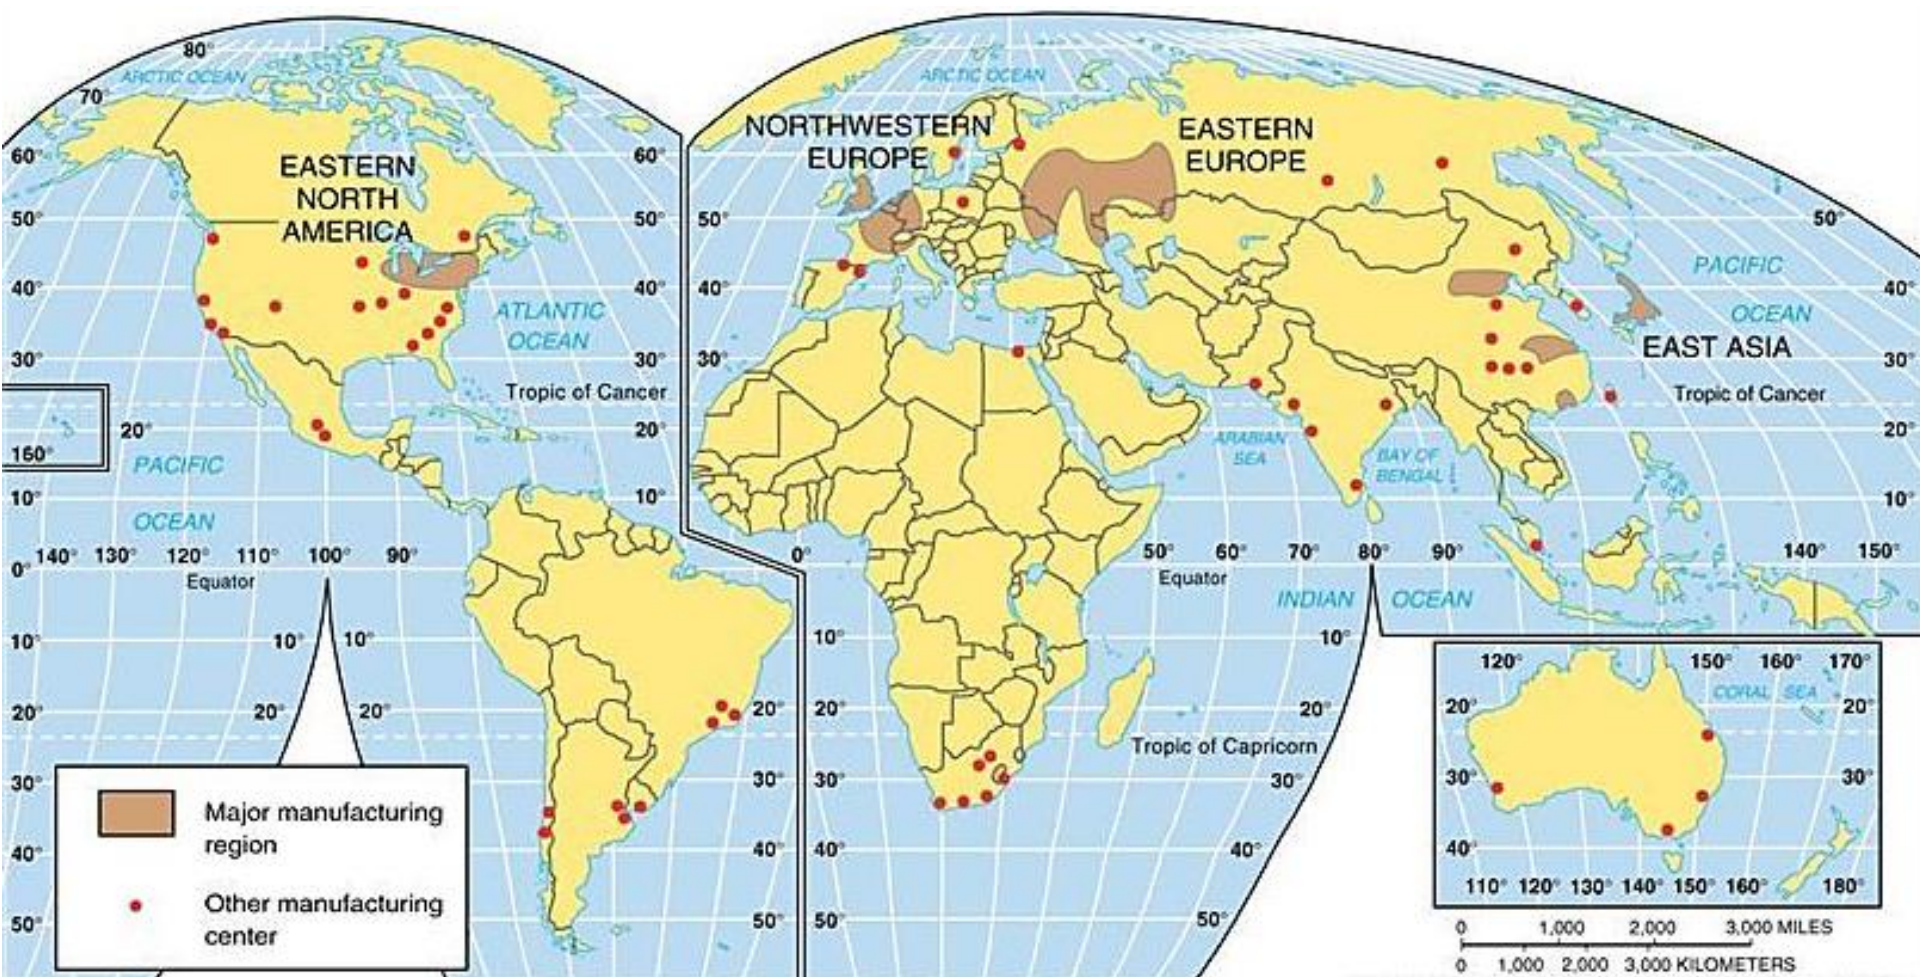 80°
ARCTIC OCEAN
70°
60°
EASTERN
NORTH
AMERICA
60°
50°
50°
40°
ATLANTIC
OCEAN
30°
30°
Tropic of Cancer
20°
20°
160°
PACIFIC
OCEAN
10°
10°
140° 130° 120° 110° 100° 90°
0°
Equator
10° 10°
10°
20° 20°
20°
20°
30°
30°
40°
40°
50°
50°
Major manufacturing
region
Other manufacturing
center
ARCTIC OCEAN
NORTHWESTERN
EUROPE
EASTERN
EUROPE
50°
50°
PACIFIC
OCEAN
40°
40°
EAST ASIA
30°
30°
Tropic of Cancer
20°
ARABIAN
SEA
BAY OF
BENGAL
10°
0° 50° 60° 70° 80° 90° 140° 150°
Equator
INDIAN OCEAN
10° 10°
20° 20°
Tropic of Capricorn
30° 30°
40° 40°
50° 50°
120° 150° 160° 170°
CORAL SEA
20° 20°
30° 30°
40°
110° 120° 130° 140° 150° 160° 180°
0 1,000 2,000 3,000 MILES
0 1,000 2,000 3,000 KILOMETERS